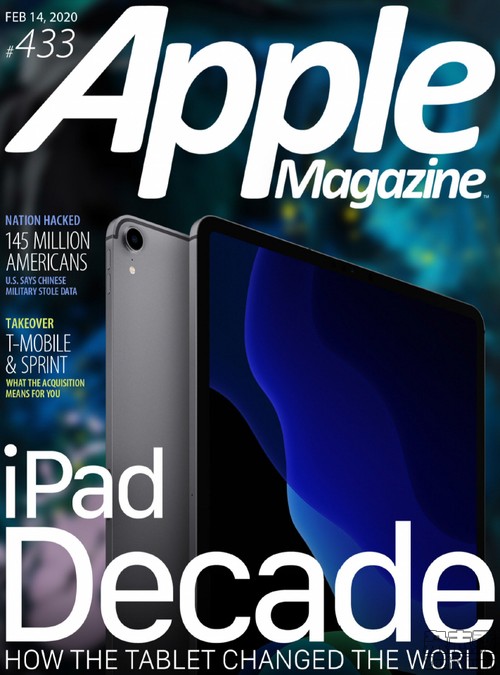 FEB 14, 2020
#433
Apple
Magazine
NATION HACKED
145 MILLION
AMERICANS
U.S. SAYS CHINESE
MILITARY STOLE DATA
TAKEOVER
T-MOBILE
& SPRINT
WHAT THE ACQUISITION
MEANS FOR YOU
iPad
Decade
HOW THE TABLET CHANGED THE WORLD